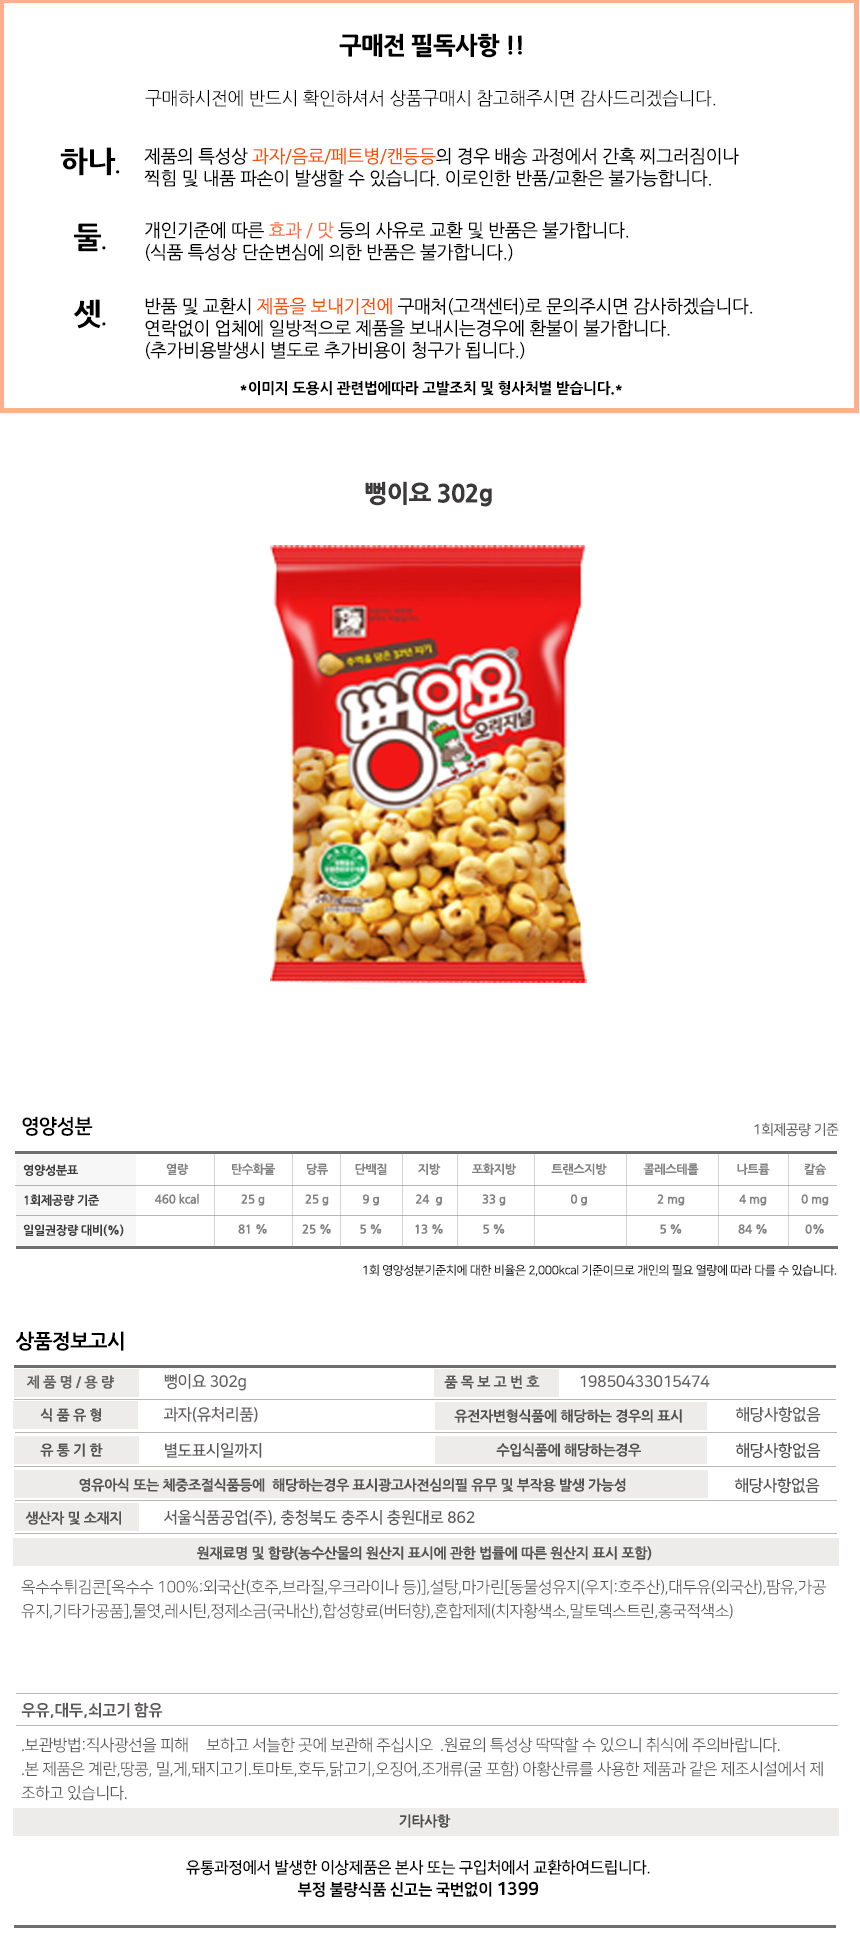 구매전 필독사항 !!
구매하시전에 반드시 확인하셔서 상품구매시 참고해주시면 감사드리겠습니다.
하나. 제품의 특성상 과자/음료/페트병/캔등등의 경우 배송 과정에서 간혹 찌그러짐이나
찍힘 및 내품 파손이 발생할 수 있습니다. 이로인한 반품/교환은 불가능합니다.
둘. 개인기준에 따른 효과 / 맛 등의 사유로 교환 및 반품은 불가합니다.
(식품 특성상 단순변심에 의한 반품은 불가합니다.)
셋. 반품 및 교환시 제품을 보내기전에 구매처(고객센터)로 문의주시면 감사하겠습니다.
연락없이 업체에 일방적으로 제품을 보내시는경우에 환불이 불가합니다.
(추가비용발생시 별도로 추가비용이 청구가 됩니다.)
*이미지 도용시 관련법에따라 고발조치 및 형사처벌 받습니다.*
뻥이요 302g
추억을 담은 32년 과자
뻥이요
오리지널
영양성분 1회제공량 기준
영양성분표 열량 탄수화물 당류 단백질 지방 포화지방 트랜스지방 콜레스테롤 나트륨 칼슘
1회제공량 기준 460 kcal 25 g 25 g 9 g 24 g 33 g 0 g 2 mg 4 mg 0 mg
일일권장량 대비(%) 81 % 25 % 5 % 13 % 5 % 5 % 84 % 0%
1회 영양성분기준치에 대한 비율은 2,000kcal 기준이므로 개인의 필요 열량에 따라 다를 수 있습니다.
상품정보고시
제 품 명 / 용 량 뻥이요 302g 품 목 보 고 번 호 19850433015474
식 품 유 형 과자(유처리품) 유전자변형식품에 해당하는 경우의 표시 해당사항없음
유 통 기 한 별도표시일까지 수입식품에 해당하는경우 해당사항없음
영유아식 또는 체중조절식품등에 해당하는경우 표시광고사전심의필 유무 및 부작용 발생 가능성 해당사항없음
생산자 및 소재지 서울식품공업(주), 충청북도 충주시 충원대로 862
원재료명 및 함량(농수산물의 원산지 표시에 관한 법률에 따른 원산지 표시 포함)
옥수수튀김콘[옥수수 100%:외국산(호주,브라질,우크라이나 등)],설탕,마가린[동물성유지(우지:호주산),대두유(외국산),팜유,가공
유지,기타가공품],물엿,레시틴,정제소금(국내산),합성향료(버터향),혼합제제(치자황색소,말토덱스트린,홍국적색소)
우유,대두,쇠고기 함유
.보관방법:직사광선을 피해 보하고 서늘한 곳에 보관해 주십시오 .원료의 특성상 딱딱할 수 있으니 취식에 주의바랍니다.
.본 제품은 계란,땅콩, 밀,게,돼지고기.토마토,호두,닭고기,오징어,조개류(굴 포함) 아황산류를 사용한 제품과 같은 제조시설에서 제
조하고 있습니다.
기타사항
유통과정에서 발생한 이상제품은 본사 또는 구입처에서 교환하여드립니다.
부정 불량식품 신고는 국번없이 1399